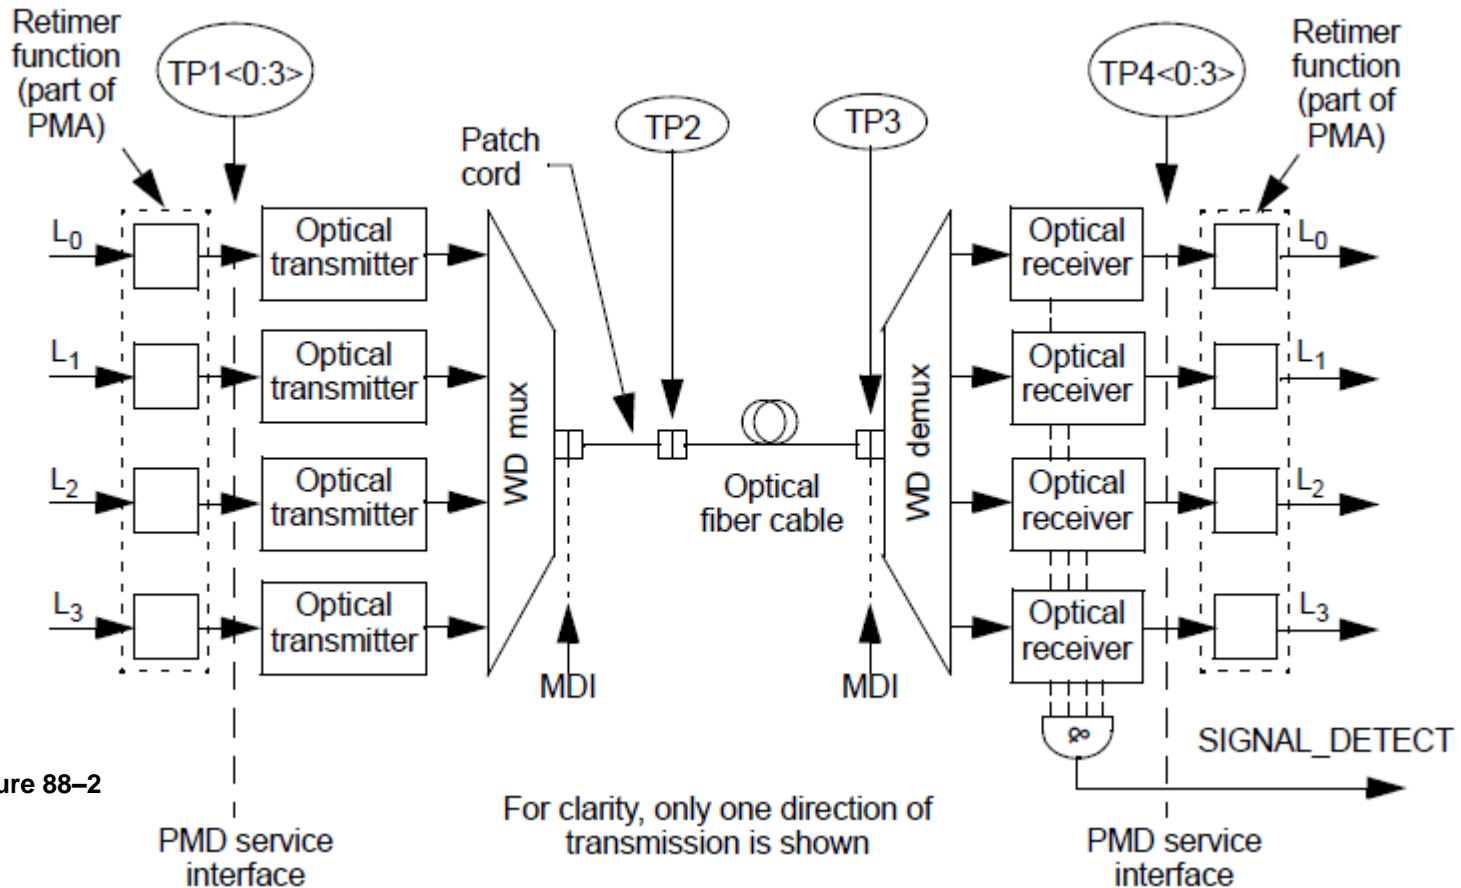 Retimer
function
(part of
PMA)
TP1<0:3>
Patch
cord
TP2
TP3
TP4<0:3>
Retimer
function
(part of
PMA)
L0
Optical
transmitter
Optical
receiver
L0
L1
Optical
transmitter
Optical
receiver
L1
WD mux
WD demux
Optical
fiber cable
L2
Optical
transmitter
Optical
receiver
L2
L3
Optical
transmitter
Optical
receiver
L3
MDI
MDI
&
SIGNAL_DETECT
ure 88–2
For clarity, only one direction of
transmission is shown
PMD service
interface
PMD service
interface